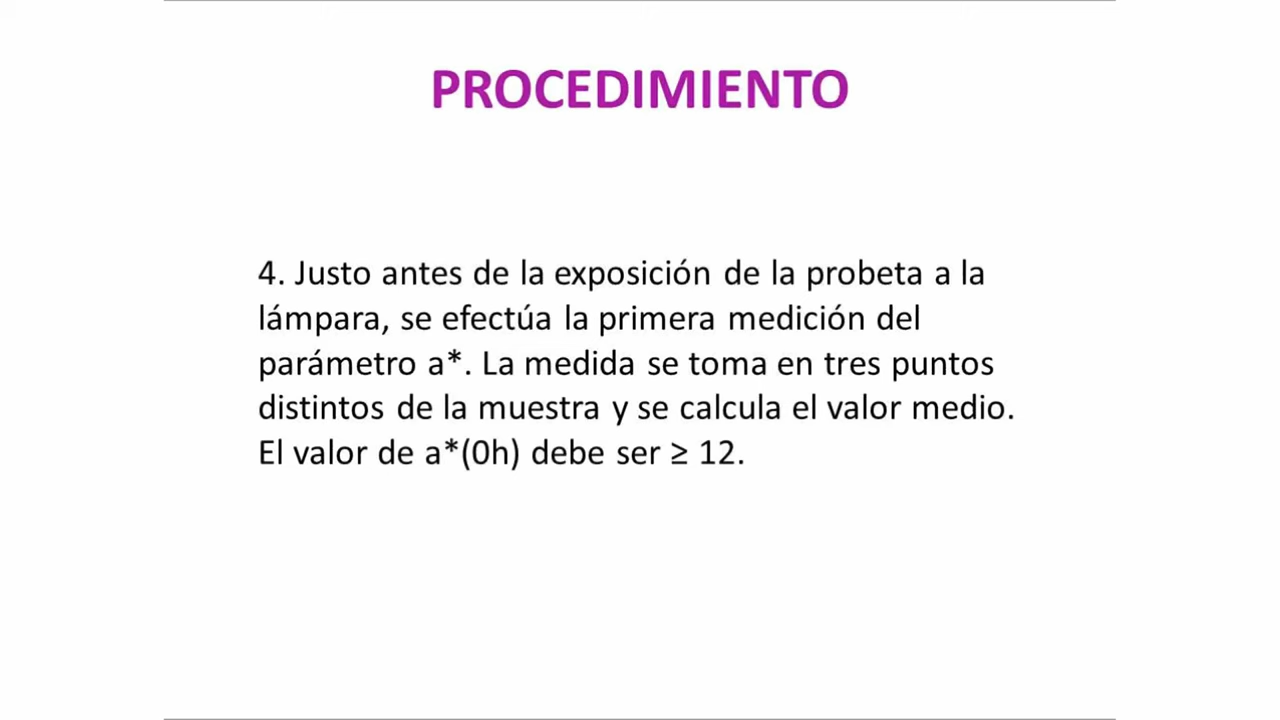 PROCEDIMIENTO
4. Justo antes de la exposición de la probeta a la
lámpara, se efectúa la primera medición del
parámetro a*. La medida se toma en tres puntos
distintos de la muestra y se calcula el valor medio.
El valor de a*(0h) debe ser ≥ 12.